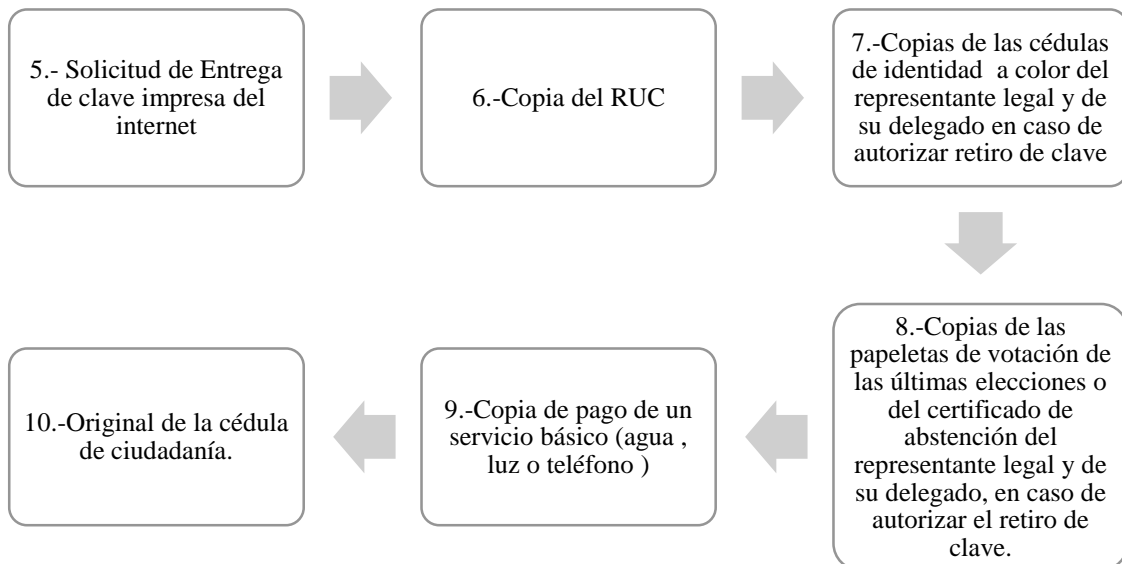 5.- Solicitud de Entrega
de clave impresa del
internet
6.-Copia del RUC
7.-Copias de las cédulas
de identidad a color del
representante legal y de
su delegado en caso de
autorizar retiro de clave
8.-Copias de las
papeletas de votación de
las últimas elecciones o
del certificado de
abstención del
representante legal y de
su delegado, en caso de
autorizar el retiro de
clave.
9.-Copia de pago de un
servicio básico (agua ,
luz o teléfono )
10.-Original de la cédula
de ciudadanía.